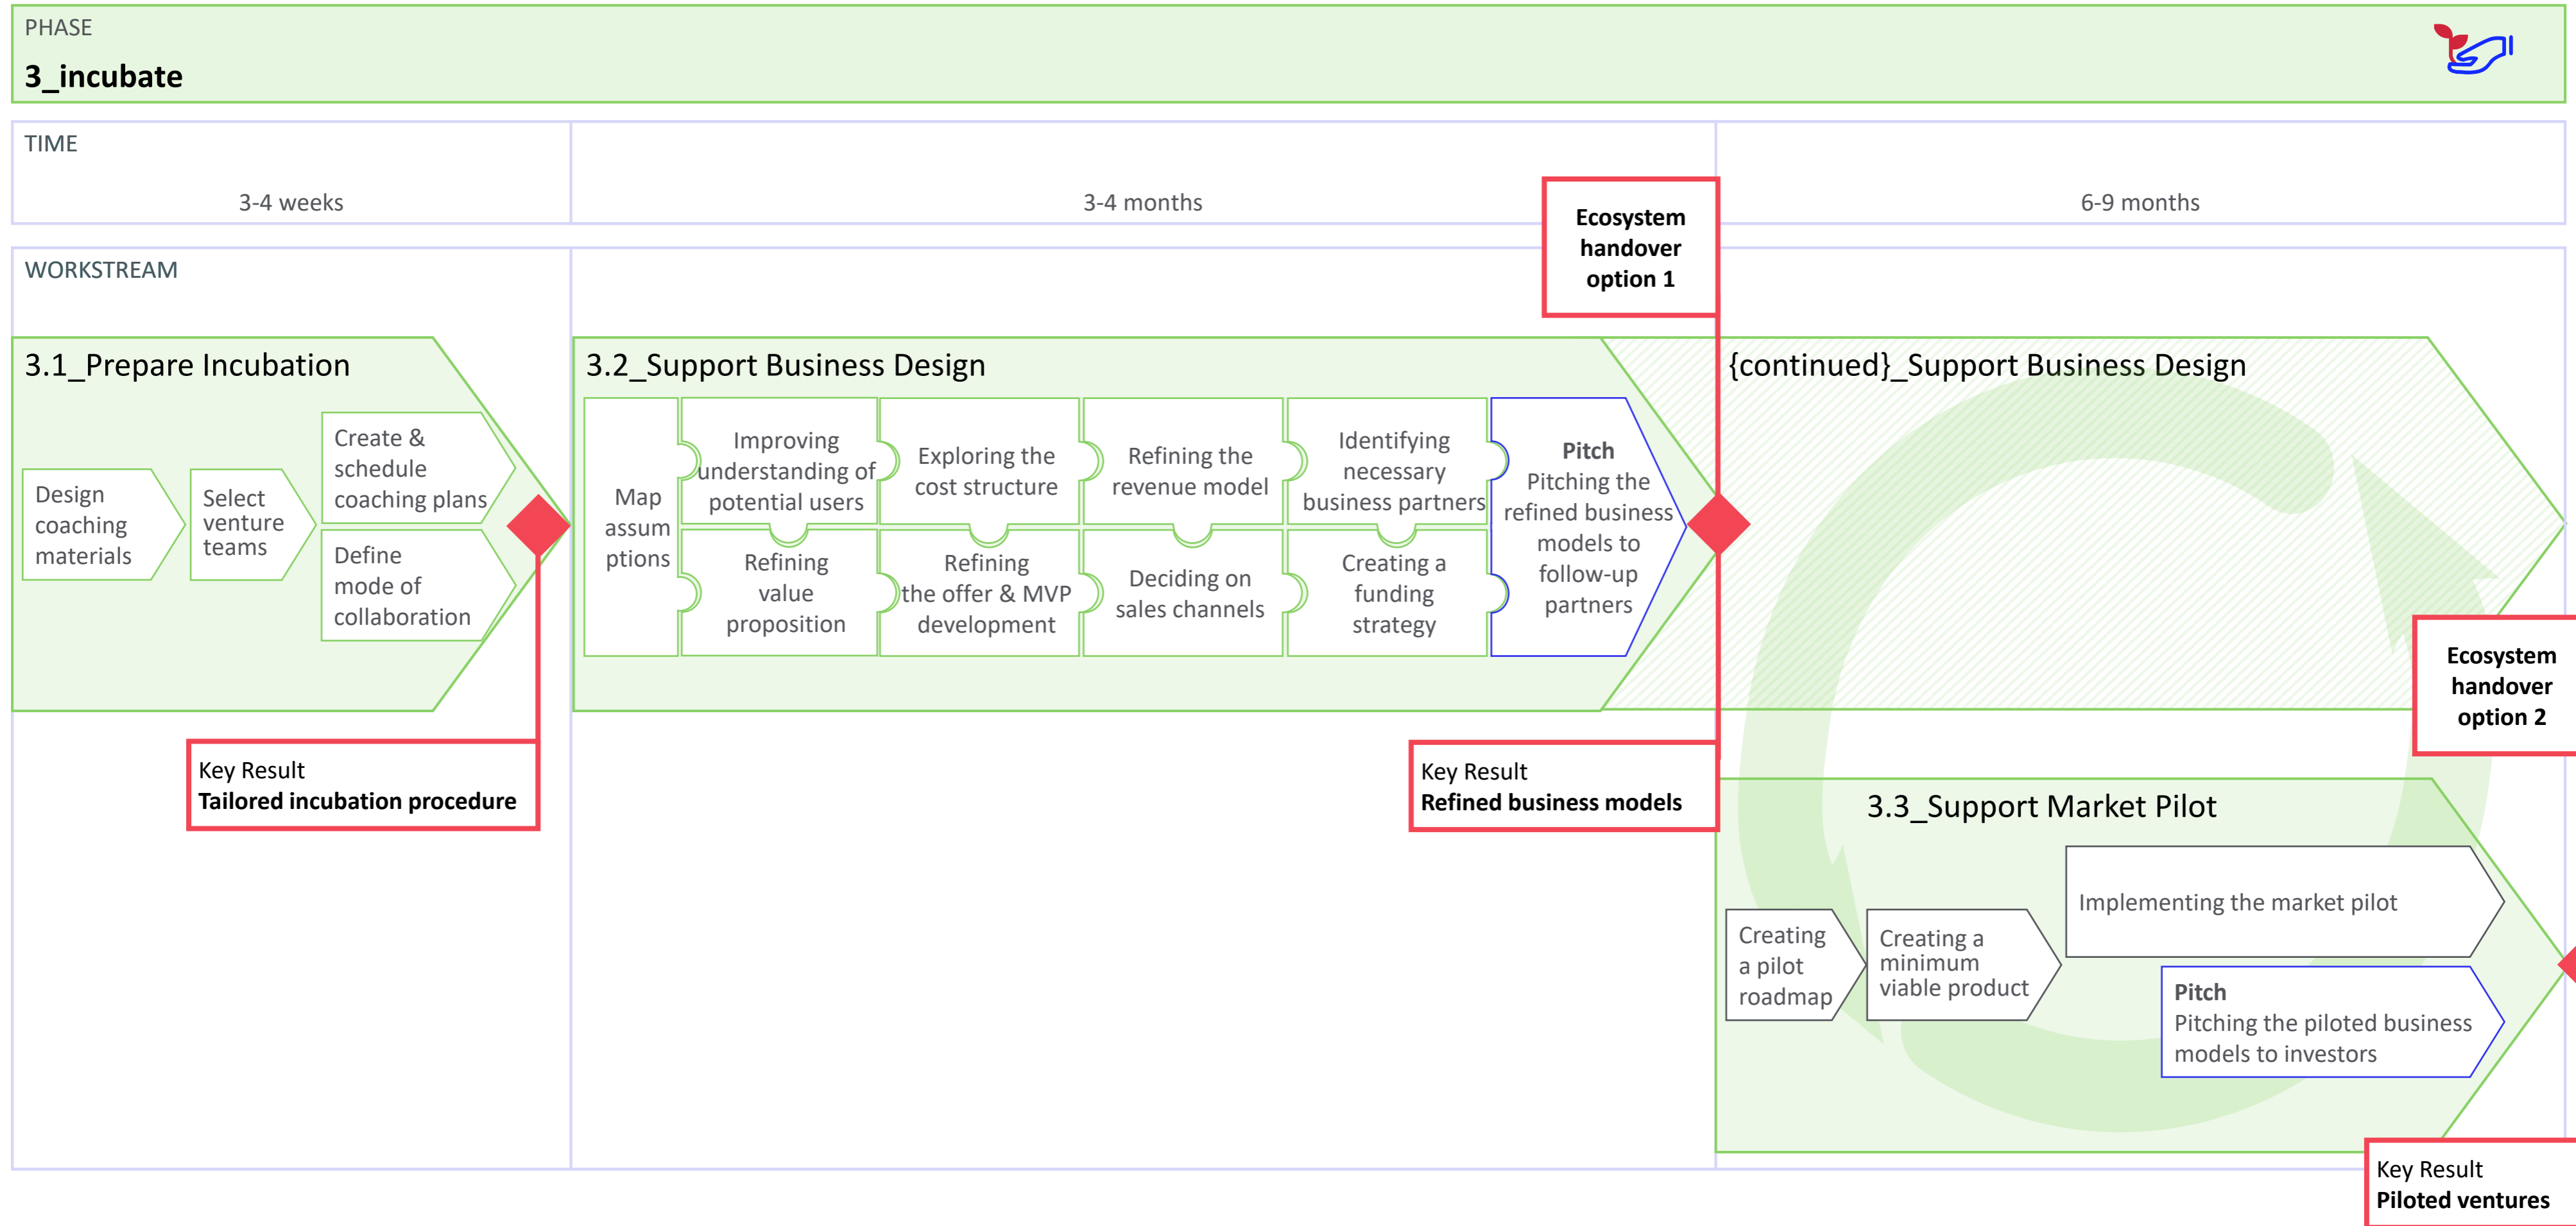 PHASE
3_incubate
TIME
3-4 weeks
3-4 months
6-9 months
Ecosystem
handover
option 1
WORKSTREAM
3.1_Prepare Incubation
Design
coaching
materials
Select
venture
teams
Create &
schedule
coaching plans
Define
mode of
collaboration
Key Result
Tailored incubation procedure
3.2_Support Business Design
Map
assum
ptions
Improving
understanding of
potential users
Exploring the
cost structure
Refining the
revenue model
Identifying
necessary
business partners
Refining
value
proposition
Refining
the offer & MVP
development
Deciding on
sales channels
Creating a
funding
strategy
Pitch
Pitching the
refined business
models to
follow-up
partners
Key Result
Refined business models
{continued}_Support Business Design
Ecosystem
handover
option 2
3.3_Support Market Pilot
Creating
a pilot
roadmap
Creating a
minimum
viable product
Implementing the market pilot
Pitch
Pitching the piloted business
models to investors
Key Result
Piloted ventures